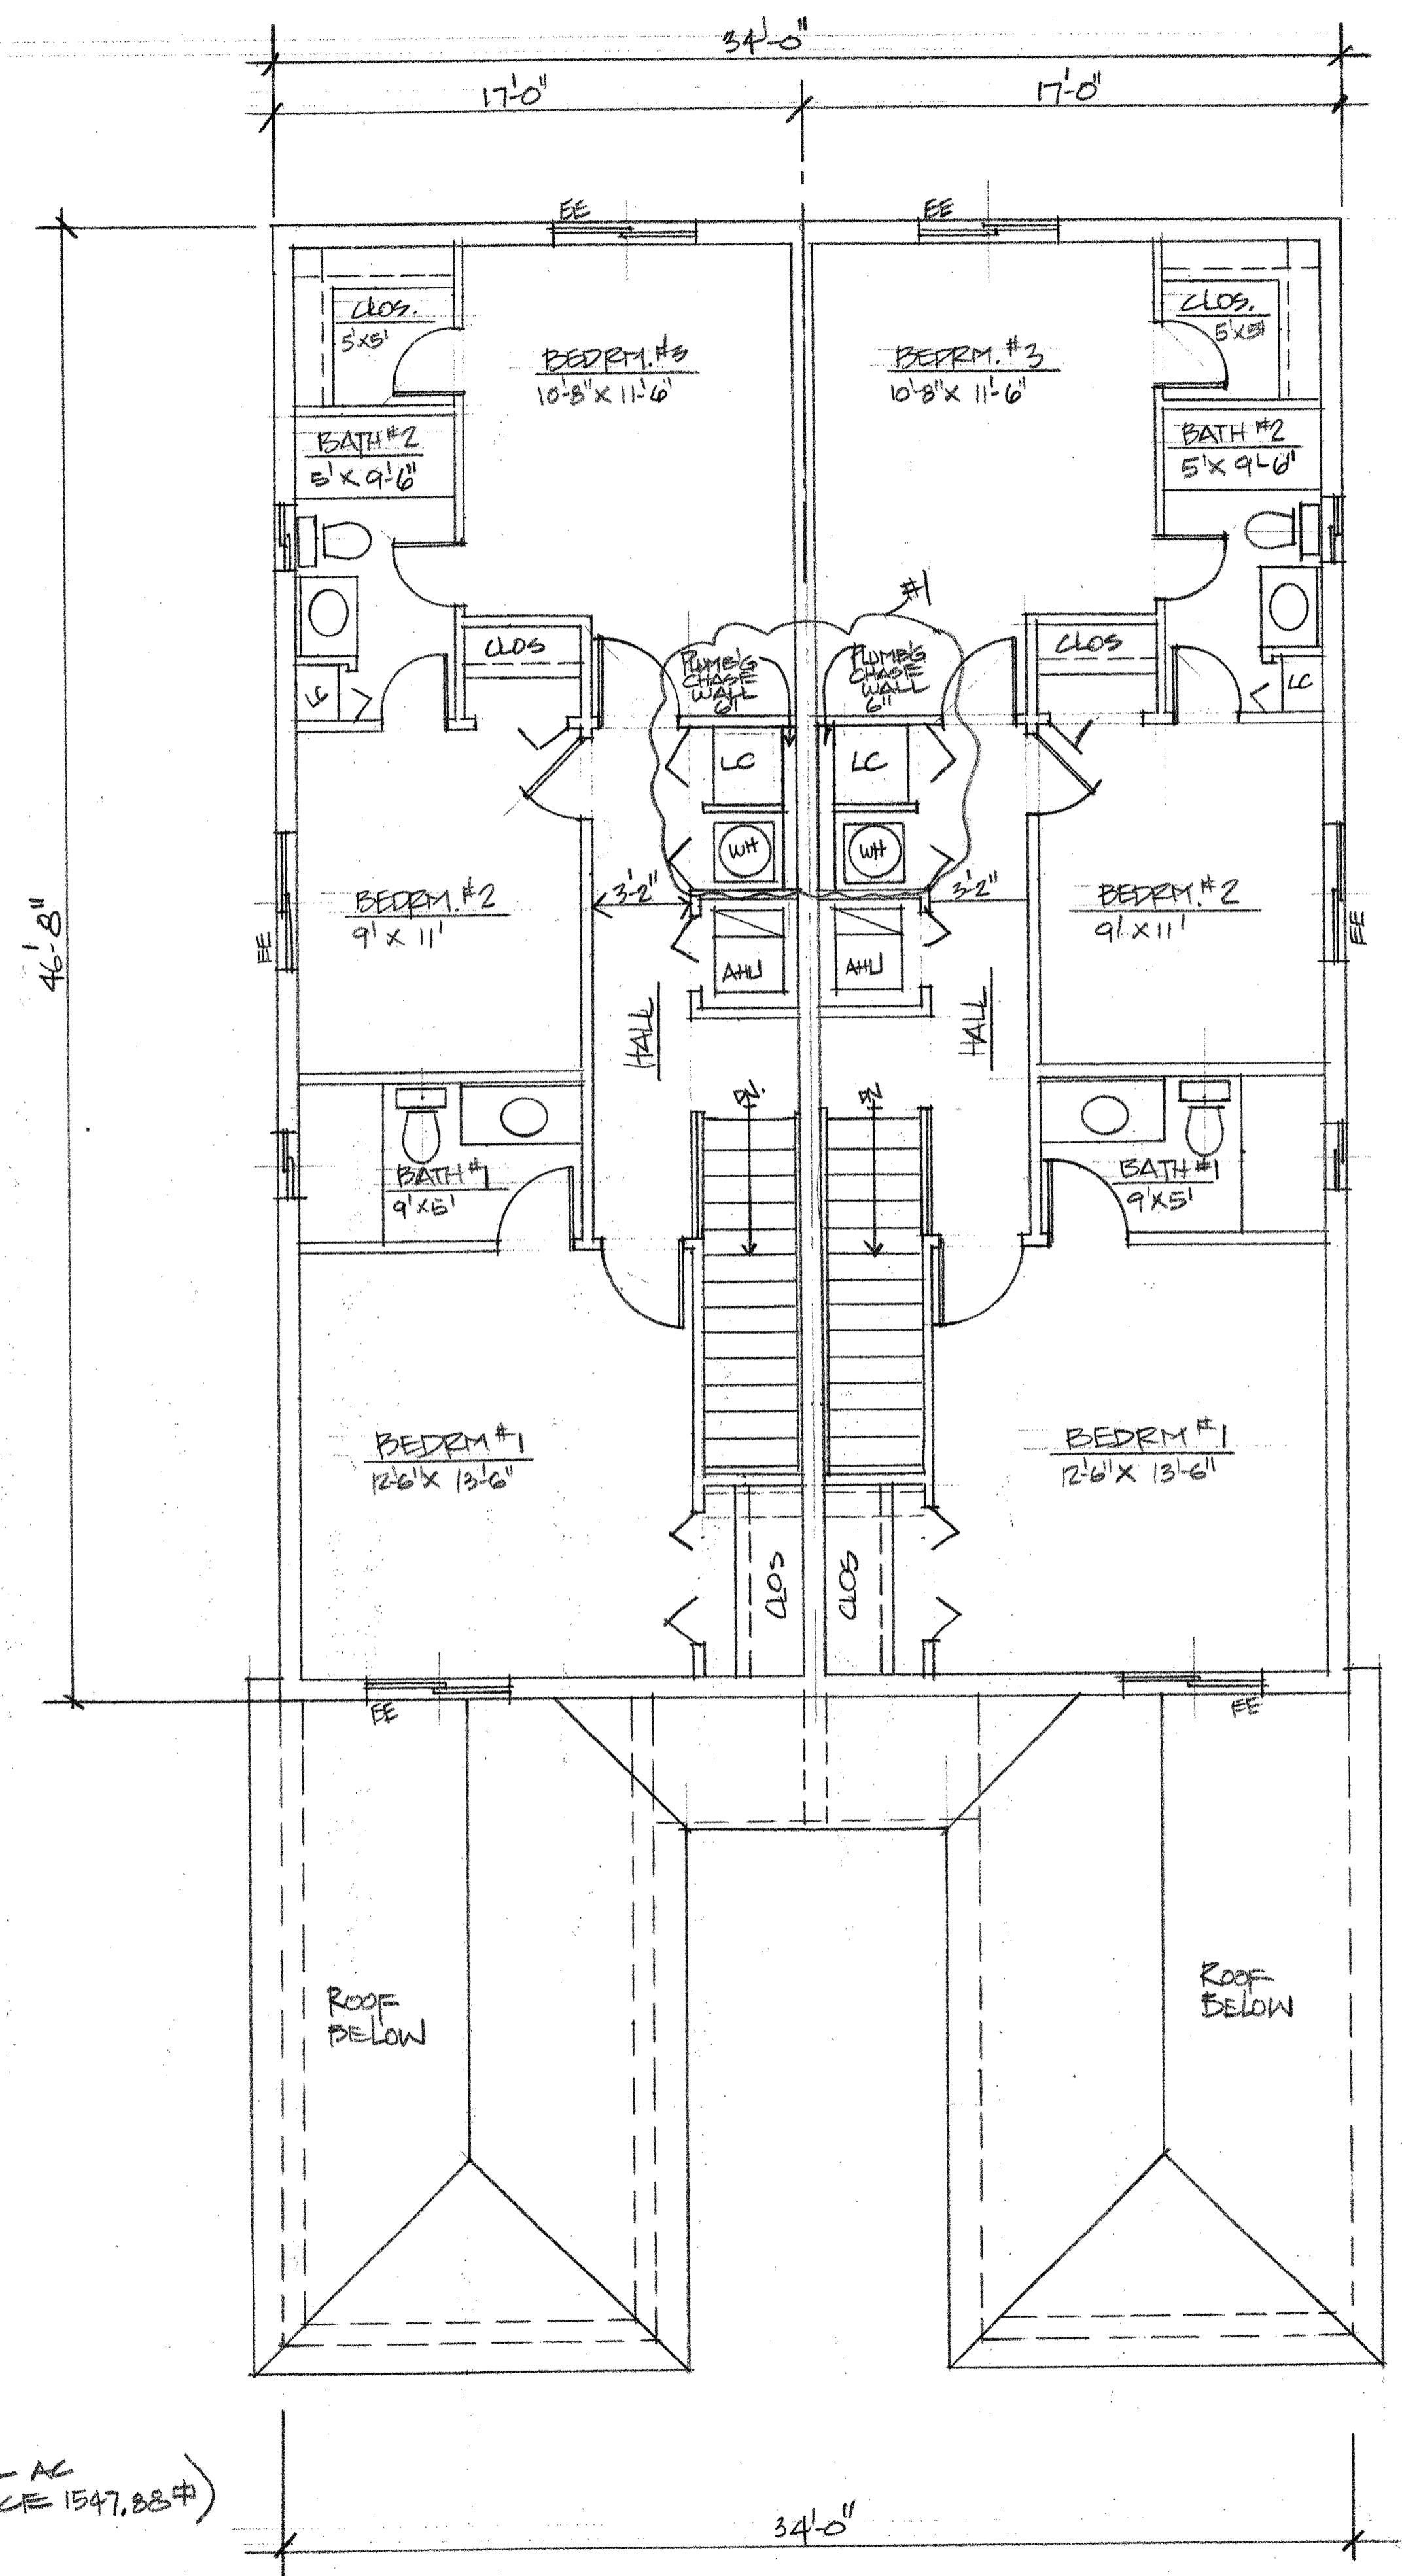 34'-0"
17'-0"
17'-0"
EE
EE
CLOS.
5'X5'
BEDRM. #3
10'-8" X 11'-6"
BEDRM. #3
10'-8" X 11'-6"
CLOS.
5'X5'
BATH #2
5' X 9'-6"
BATH #2
5' X 9'-6"
#1
CLOS
PLUMB'G
CHASE
WALL
6"
PLUMB'G
CHASE
WALL
6"
CLOS
LC
LC
LC
LC
WH
WH
BEDRM. #2
9' X 11'
3'-2"
3'-2"
BEDRM. #2
9' X 11'
46'-8"
EE
EE
AHU
AHU
HALL
HALL
DN.
DN
BATH #1
9'X5'
BATH #1
9'X5'
BEDRM #1
12'-6" X 13'-6"
BEDRM #1
12'-6" X 13'-6"
CLOS
CLOS
EE
EE
ROOF
BELOW
ROOF
BELOW
- AC
CE 1547.88 ⏍)
34'-0"